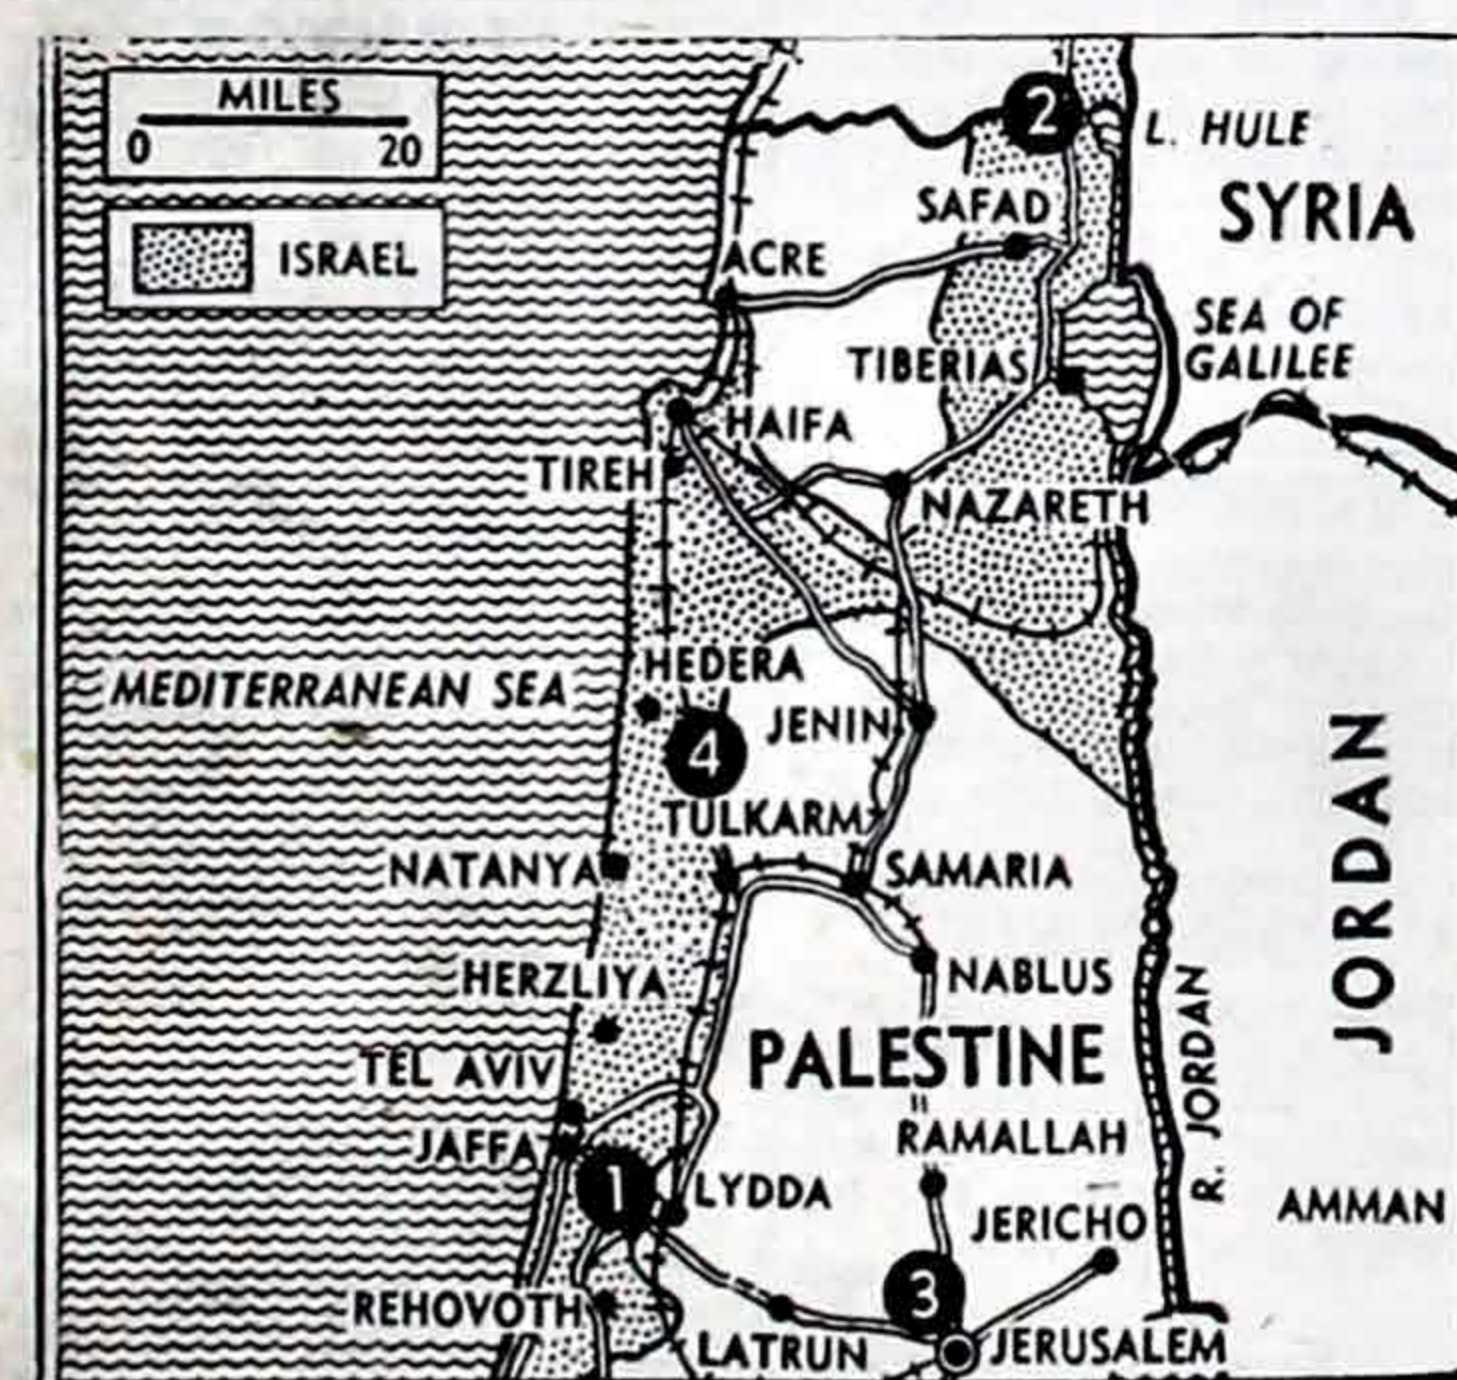 MILES
0 20
ISRAEL
2
L. HULE
SAFAD
SYRIA
ACRE
SEA OF
GALILEE
TIBERIAS
HAIFA
TIREH
NAZARETH
HEDERA
MEDITERRANEAN SEA
JENIN
4
TULKARM
NATANYA
SAMARIA
JORDAN
HERZLIYA
NABLUS
PALESTINE
TEL AVIV
R. JORDAN
RAMALLAH
JAFFA
1
LYDDA
JERICHO
AMMAN
3
REHOVOTH
LATRUN
JERUSALEM